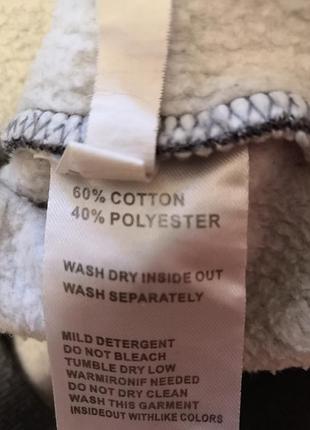 60% COTTON
40% POLYESTER
WASH DRY INSIDE OUT
WASH SEPARATELY
MILD DETERGENT
DO NOT BLEACH
TUMBLE DRY LOW
WARMIRONIF NEEDED
DO NOT DRY CLEAN
WASH THIS GARMENT
INSIDEOUT WITHLIKE COLORS